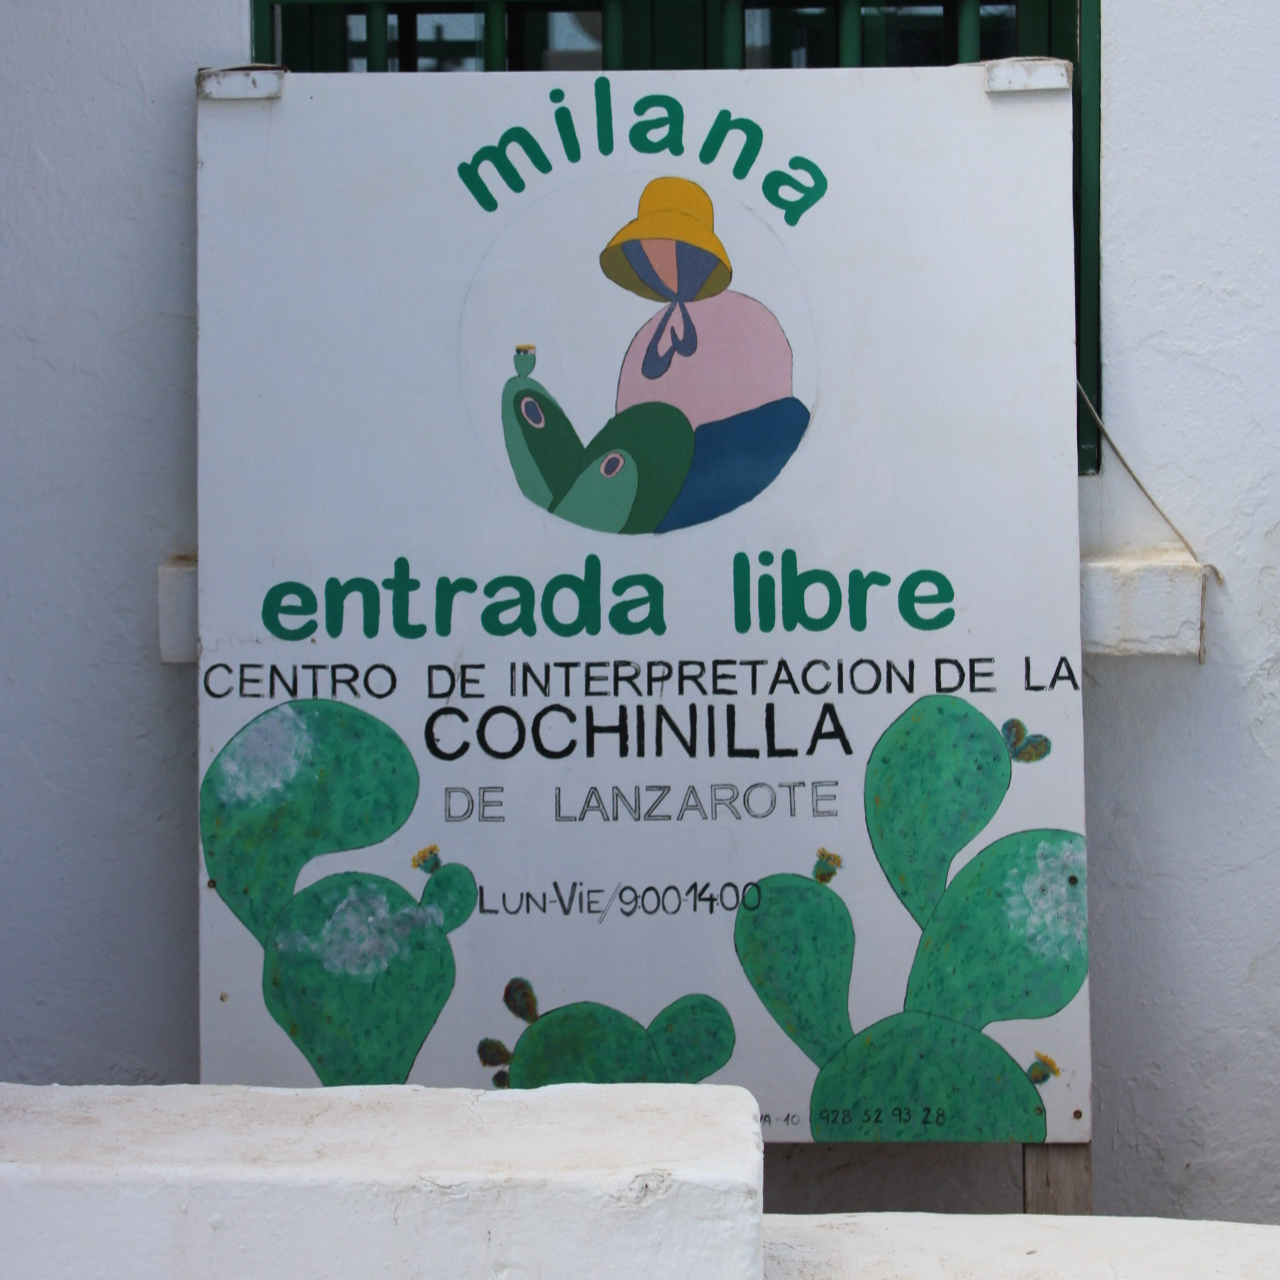 milana
entrada libre
CENTRO DE INTERPRETACION DE LA
COCHINILLA
DE LANZAROTE
LUN-VIE/9:00-14:00
-10 928 52 93 28